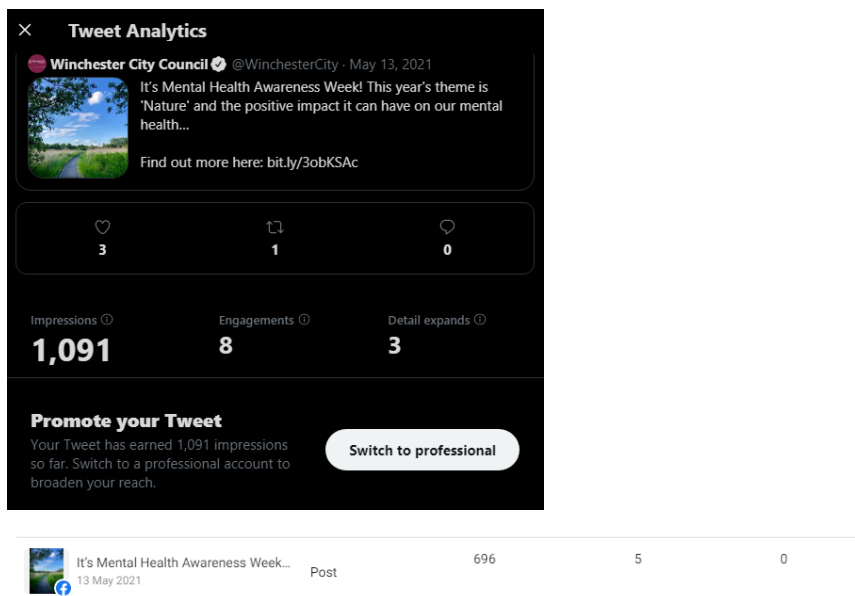 Tweet Analytics
Winchester City Council @WinchesterCity · May 13, 2021
It's Mental Health Awareness Week! This year's theme is
'Nature' and the positive impact it can have on our mental
health...
Find out more here: bit.ly/3obKSAc
3 1 0
Impressions Engagements Detail expands
1,091 8 3
Promote your Tweet
Your Tweet has earned 1,091 impressions
so far. Switch to a professional account to
broaden your reach.
Switch to professional
It's Mental Health Awareness Week...
13 May 2021
Post 696 5 0